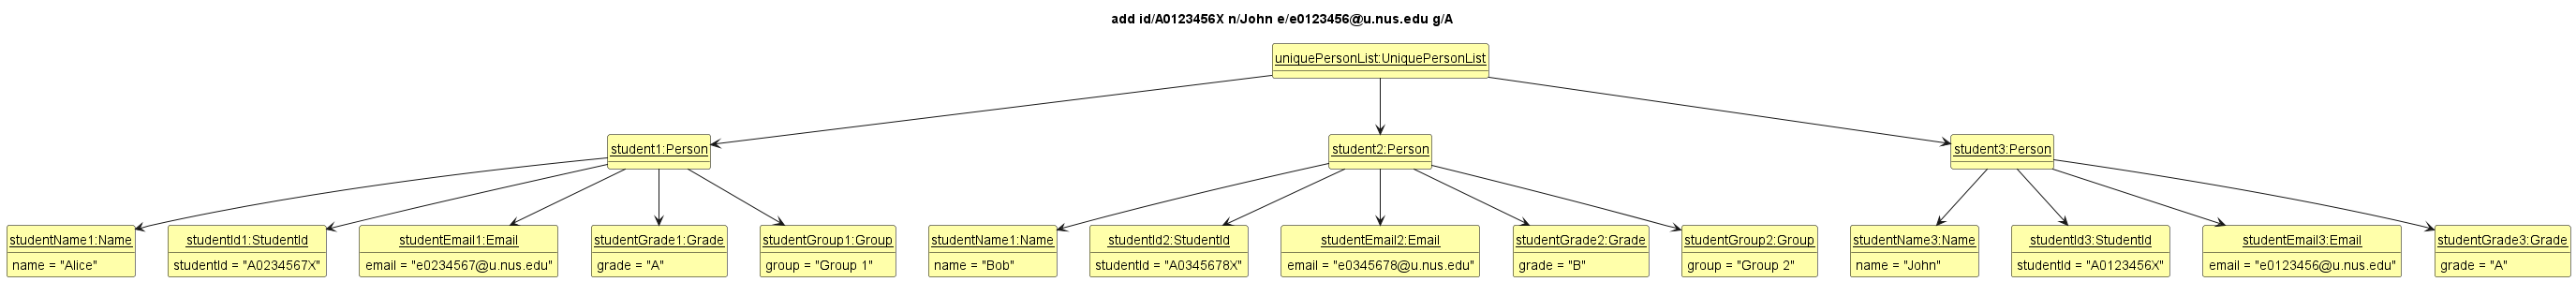 add id/A0123456X n/John e/e0123456@u.nus.edu g/A
uniquePersonList:UniquePersonList
student1:Person
student2:Person
student3:Person
studentName1:Name
name = "Alice"
studentId1:StudentId
studentId = "A0234567X"
studentEmail1:Email
email = "e0234567@u.nus.edu"
studentGrade1:Grade
grade = "A"
studentGroup1:Group
group = "Group 1"
studentName1:Name
name = "Bob"
studentId2:StudentId
studentId = "A0345678X"
studentEmail2:Email
email = "e0345678@u.nus.edu"
studentGrade2:Grade
grade = "B"
studentGroup2:Group
group = "Group 2"
studentName3:Name
name = "John"
studentId3:StudentId
studentId = "A0123456X"
studentEmail3:Email
email = "e0123456@u.nus.edu"
studentGrade3:Grade
grade = "A"